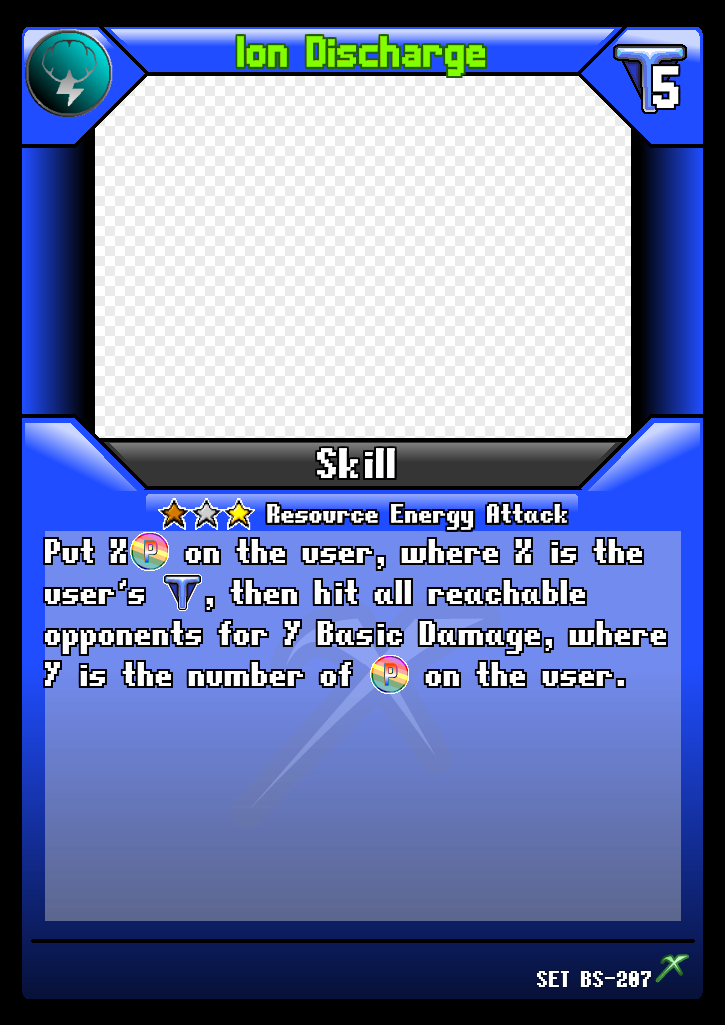 Ion Discharge
T5
Skill
Resource Energy Attack
Put X P on the user, where X is the
user's T, then hit all reachable
opponents for Y Basic Damage, where
Y is the number of P on the user.
SET BS-207